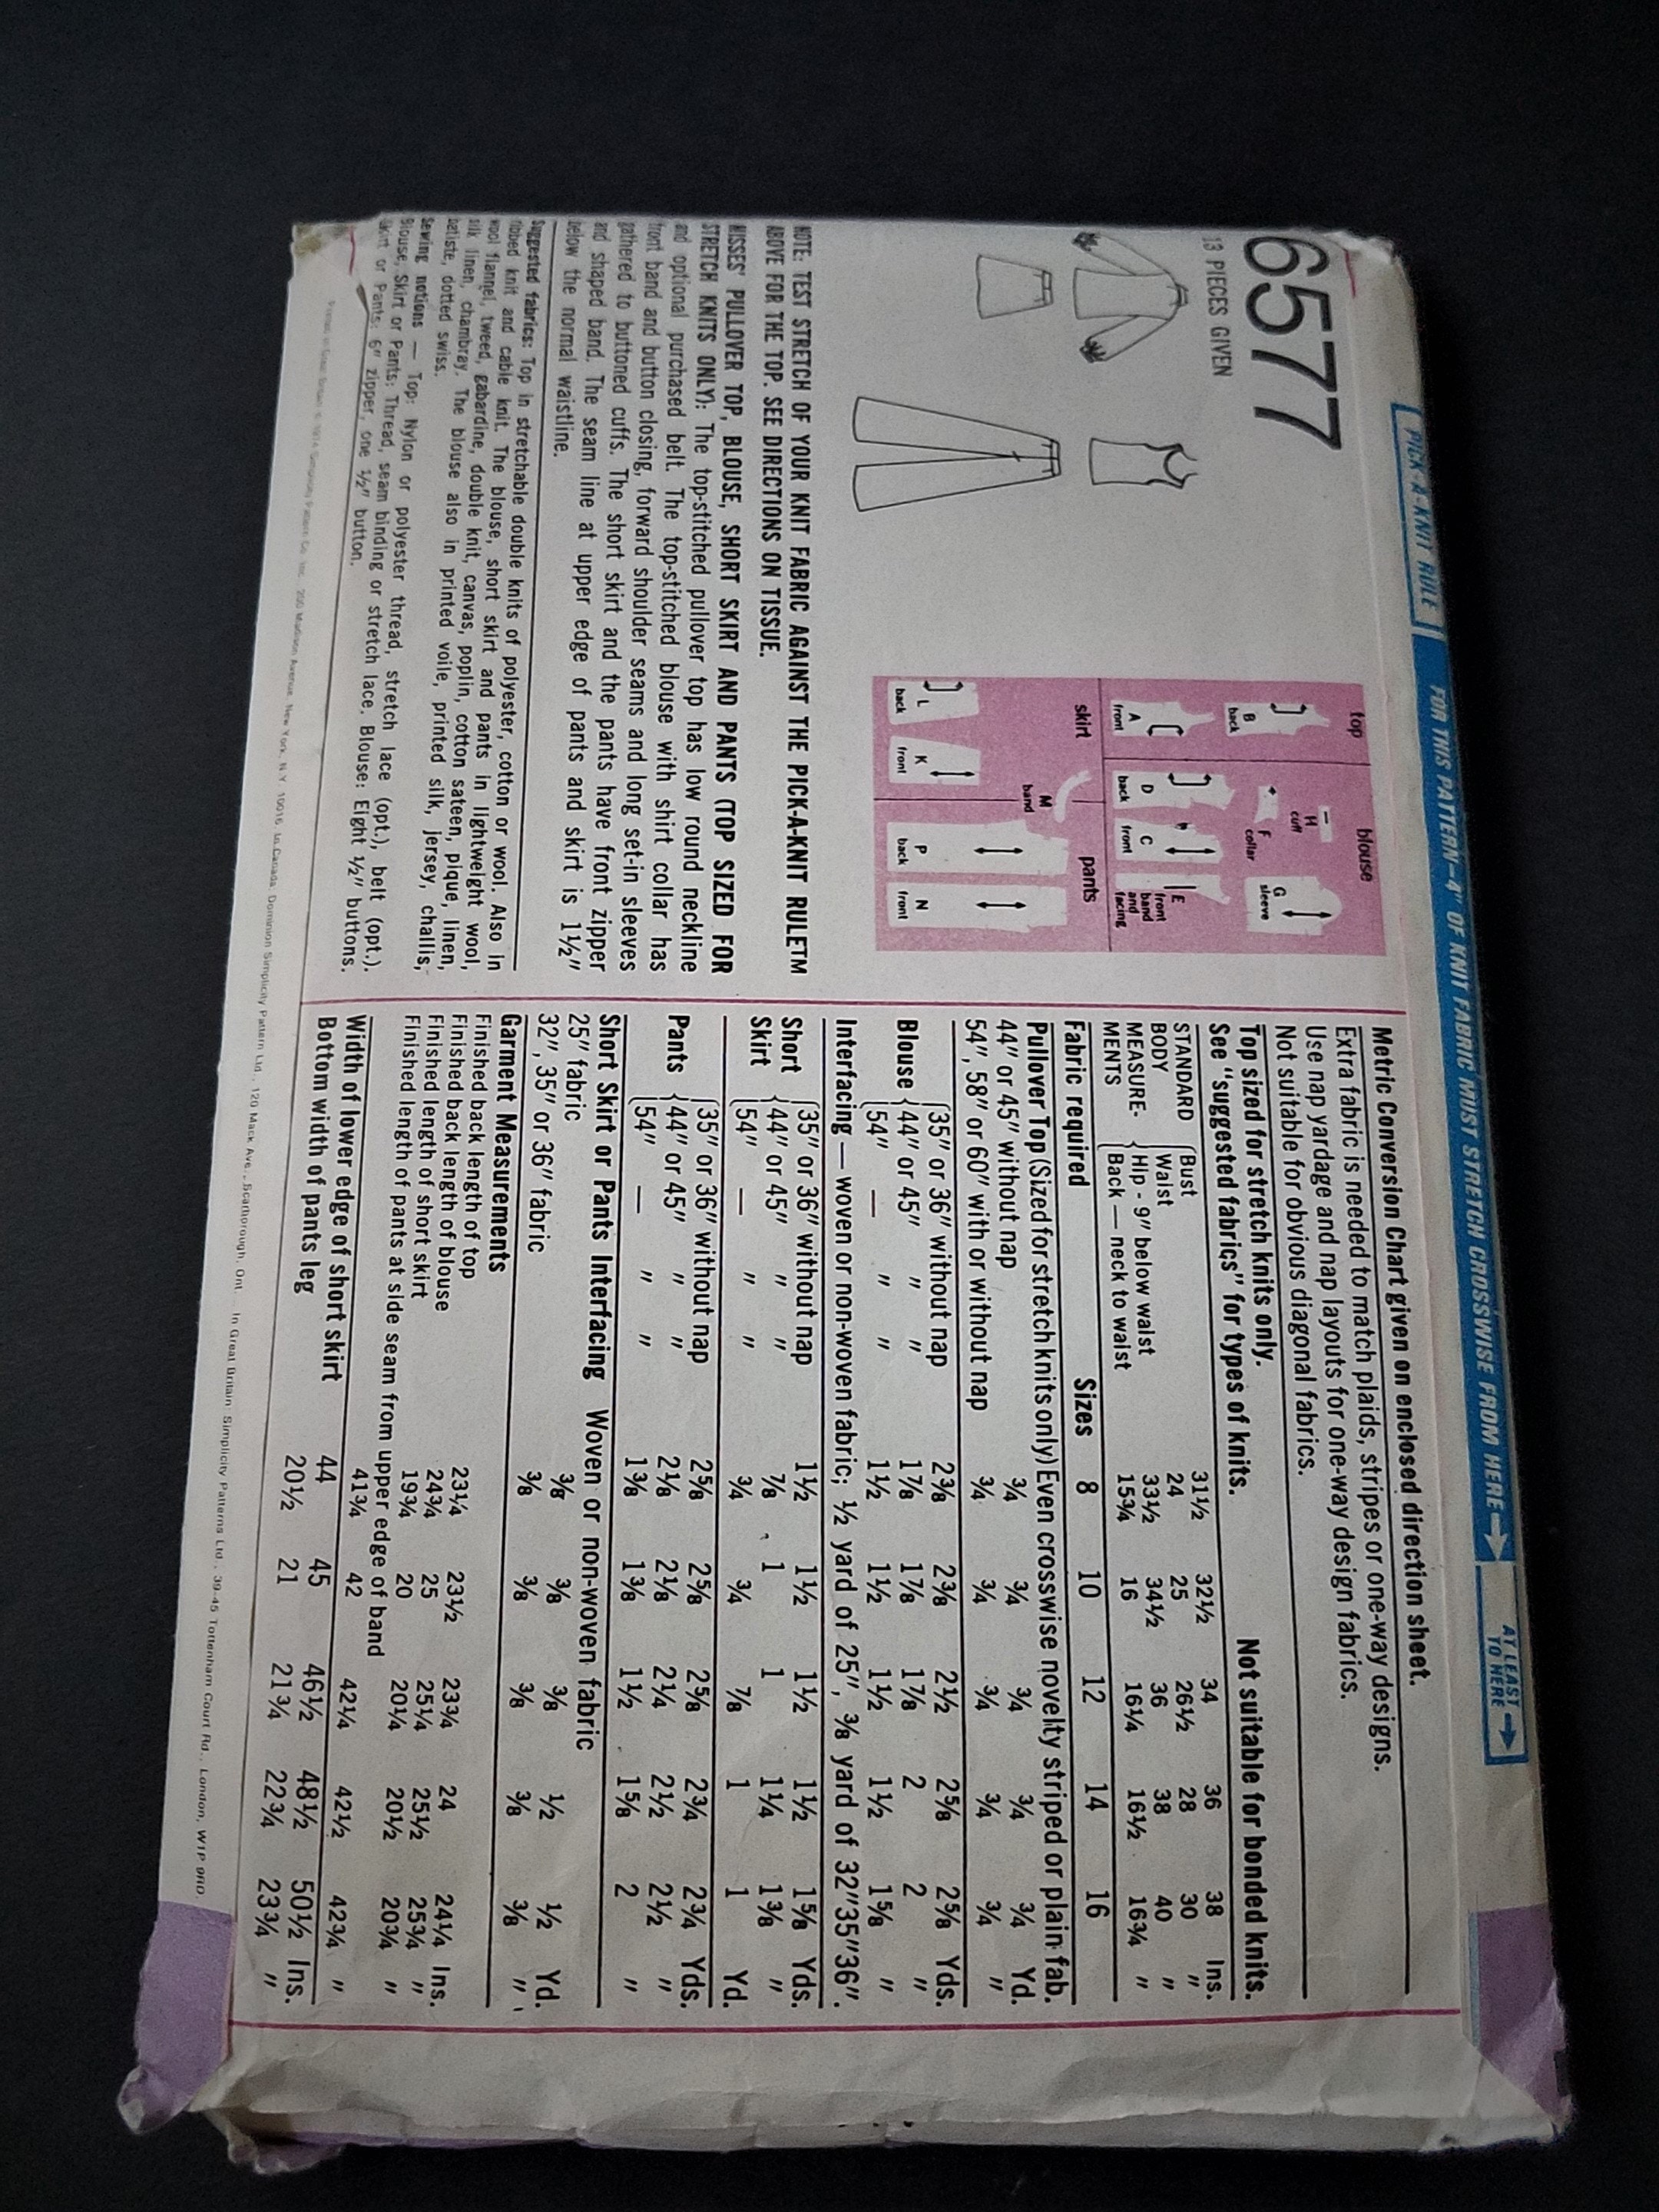 PICK-A-KNIT RULE
FOR THIS PATTERN-4" OF KNIT FABRIC MUST STRETCH CROSSWISE FROM HERE
AT LEAST
TO HERE
6577
13 PIECES GIVEN
top
B
back
A
front
blouse
H
cuff
F
collar
G
sleeve
D
back
C
front
E
front
band
and
facing
skirt
L
back
K
front
M
band
pants
P
back
N
front
NOTE: TEST STRETCH OF YOUR KNIT FABRIC AGAINST THE PICK-A-KNIT RULETM
ABOVE FOR THE TOP. SEE DIRECTIONS ON TISSUE.
MISSES' PULLOVER TOP, BLOUSE, SHORT SKIRT AND PANTS (TOP SIZED FOR
STRETCH KNITS ONLY): The top-stitched pullover top has low round neckline
and optional purchased belt. The top-stitched blouse with shirt collar has
front band and button closing, forward shoulder seams and long set-in sleeves
gathered to buttoned cuffs. The short skirt and the pants have front zipper
and shaped band. The seam line at upper edge of pants and skirt is 1½"
below the normal waistline.
Suggested fabrics: Top in stretchable double knits of polyester, cotton or wool. Also in
ribbed knit and cable knit. The blouse, short skirt and pants in lightweight wool,
wool flannel, tweed, gabardine, double knit, canvas, poplin, cotton sateen, pique, linen,
silk linen, chambray. The blouse also in printed voile, printed silk, jersey, challis,
batiste, dotted swiss.
Sewing notions — Top: Nylon or polyester thread, stretch lace (opt.), belt (opt.).
Blouse, Skirt or Pants: Thread, seam binding or stretch lace. Blouse: Eight ½" buttons.
Skirt or Pants: 6" zipper, one ½" button.
Metric Conversion Chart given on enclosed direction sheet.
Extra fabric is needed to match plaids, stripes or one-way designs.
Use nap yardage and nap layouts for one-way design fabrics.
Not suitable for obvious diagonal fabrics.
Top sized for stretch knits only. Not suitable for bonded knits.
See "suggested fabrics" for types of knits.
STANDARD Bust 31½ 32½ 34 36 38 Ins.
BODY Waist 24 25 26½ 28 30 "
MEASURE- Hip - 9" below waist 33½ 34½ 36 38 40 "
MENTS Back — neck to waist 15¾ 16 16¼ 16½ 16¾ "
Fabric required Sizes 8 10 12 14 16
Pullover Top (Sized for stretch knits only) Even crosswise novelty striped or plain fab.
44" or 45" without nap ¾ ¾ ¾ ¾ ¾ Yd.
54", 58" or 60" with or without nap ¾ ¾ ¾ ¾ ¾ "
35" or 36" without nap 2⅜ 2⅜ 2½ 2⅝ 2⅝ Yds.
Blouse 44" or 45" " " 1⅞ 1⅞ 1⅞ 2 2 "
54" — " " 1½ 1½ 1½ 1½ 1⅝ "
Interfacing — woven or non-woven fabric; ½ yard of 25", ⅜ yard of 32"35"36".
Short 35" or 36" without nap 1½ 1½ 1½ 1½ 1⅝ Yds.
Skirt 44" or 45" " " ⅞ 1 1 1¼ 1⅜ "
54" — " " ¾ ¾ ⅞ 1 1 Yd.
35" or 36" without nap 2⅝ 2⅝ 2⅝ 2¾ 2¾ Yds.
Pants 44" or 45" " " 2⅛ 2⅛ 2¼ 2½ 2½ "
54" — " " 1⅜ 1⅜ 1½ 1⅝ 2 "
Short Skirt or Pants Interfacing Woven or non-woven fabric
25" fabric ⅜ ⅜ ⅜ ½ ½ Yd.
32", 35" or 36" fabric ⅜ ⅜ ⅜ ⅜ ⅜ "
Garment Measurements
Finished back length of top 23¼ 23½ 23¾ 24 24¼ Ins.
Finished back length of blouse 24¾ 25 25¼ 25½ 25¾ "
Finished length of short skirt 19¾ 20 20¼ 20½ 20¾ "
Finished length of pants at side seam from upper edge of band
41¾ 42 42¼ 42½ 42¾ "
Width of lower edge of short skirt 44 45 46½ 48½ 50½ Ins.
Bottom width of pants leg 20½ 21 21¾ 22¾ 23¾ "
© 1974 Simplicity Pattern Co. Inc. 200 Madison Avenue, New York, N.Y. 10016. In Canada: Dominion Simplicity Pattern Ltd., 120 Mack Ave., Scarborough, Ont. In Great Britain: Simplicity Patterns Ltd., 39-45 Tottenham Court Rd., London, W1P 9RD.